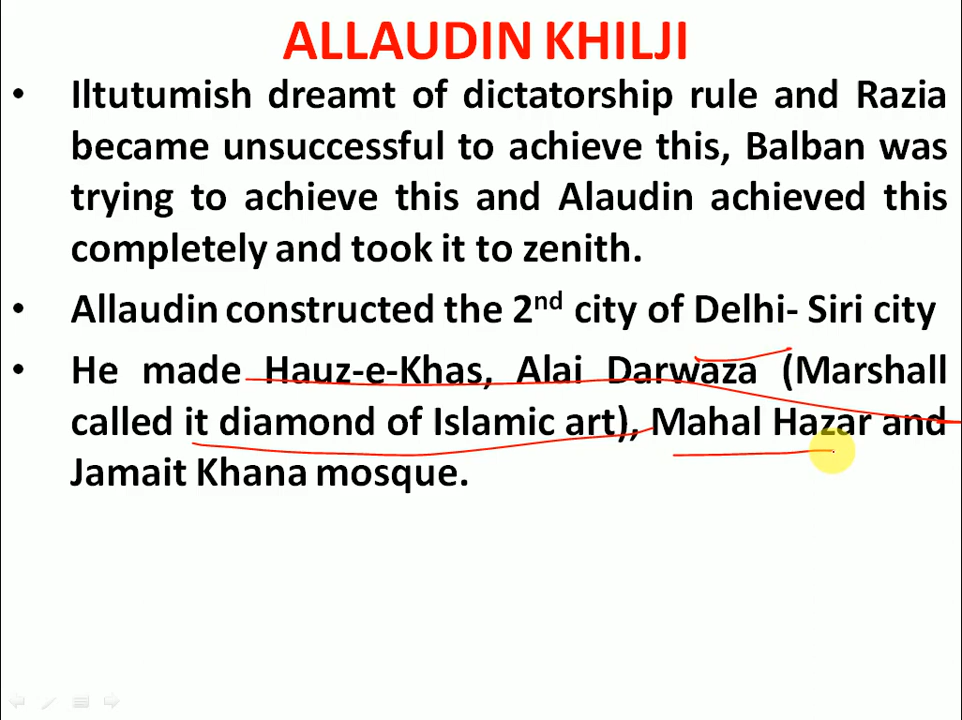 ALLAUDIN KHILJI
• Iltutumish dreamt of dictatorship rule and Razia
became unsuccessful to achieve this, Balban was
trying to achieve this and Alaudin achieved this
completely and took it to zenith.
• Allaudin constructed the 2nd city of Delhi- Siri city
• He made Hauz-e-Khas, Alai Darwaza (Marshall
called it diamond of Islamic art), Mahal Hazar and
Jamait Khana mosque.